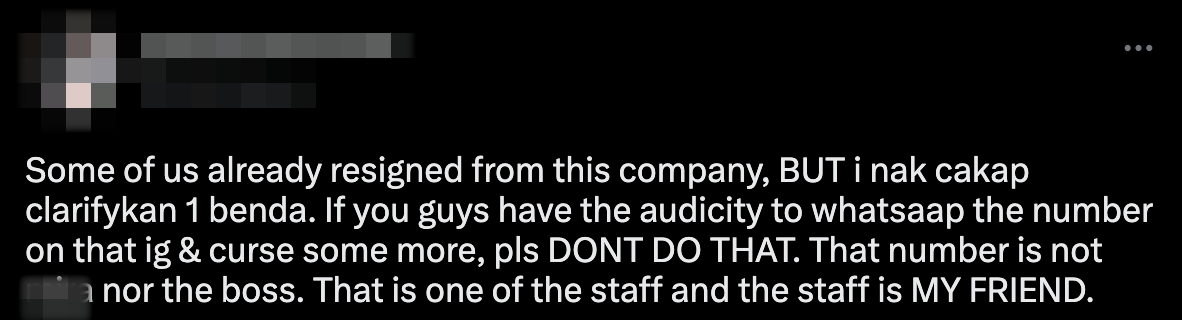 Some of us already resigned from this company, BUT i nak cakap
clarifykan 1 benda. If you guys have the audicity to whatsaap the number
on that ig & curse some more, pls DONT DO THAT. That number is not
nor the boss. That is one of the staff and the staff is MY FRIEND.